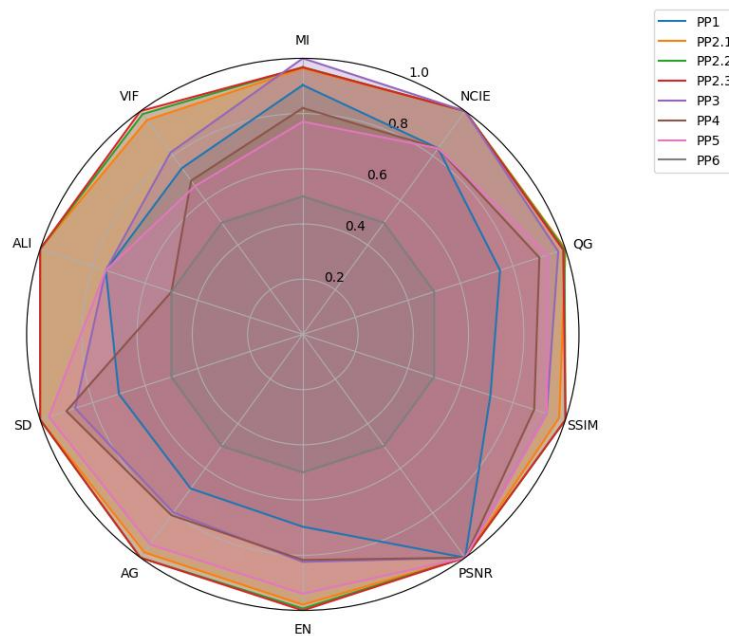 MI
NCIE
QG
SSIM
PSNR
EN
AG
SD
ALI
VIF
0.2
0.4
0.6
0.8
1.0
PP1
PP2.1
PP2.2
PP2.3
PP3
PP4
PP5
PP6